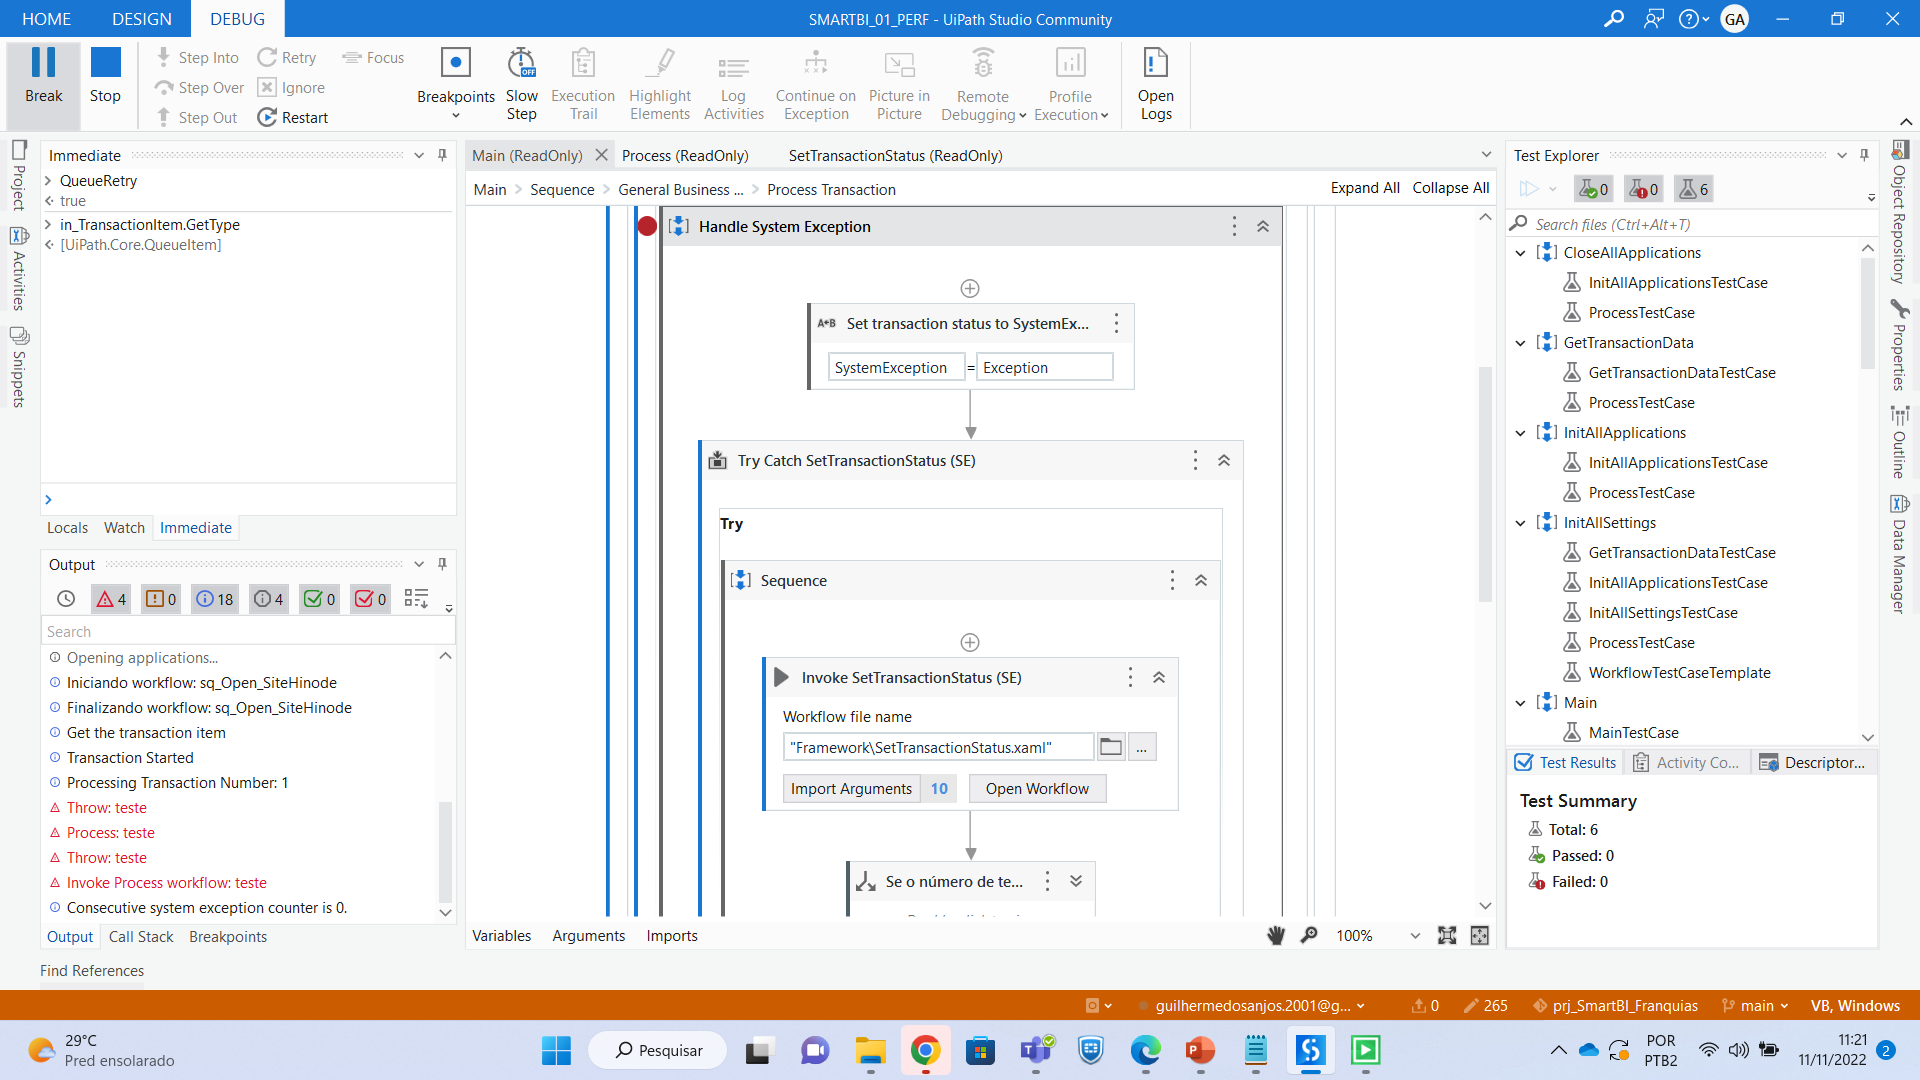 HOME DESIGN DEBUG
SMARTBI_01_PERF - UiPath Studio Community
GA
Break
Stop
Step Into
Step Over
Step Out
Retry
Ignore
Restart
Focus
Breakpoints
Slow Step
OFF
Execution Trail
Highlight Elements
Log Activities
Continue on Exception
Picture in Picture
Remote Debugging
Profile Execution
Open Logs
Project
Activities
Snippets
Immediate
QueueRetry
true
in_TransactionItem.GetType
[UiPath.Core.QueueItem]
Locals Watch Immediate
Output
4 0 18 4 0 0
Search
Opening applications...
Iniciando workflow: sq_Open_SiteHinode
Finalizando workflow: sq_Open_SiteHinode
Get the transaction item
Transaction Started
Processing Transaction Number: 1
Throw: teste
Process: teste
Throw: teste
Invoke Process workflow: teste
Consecutive system exception counter is 0.
Output Call Stack Breakpoints
Find References
Main (ReadOnly) Process (ReadOnly) SetTransactionStatus (ReadOnly)
Main > Sequence > General Business ... > Process Transaction
Expand All Collapse All
Handle System Exception
A←B Set transaction status to SystemEx...
SystemException = Exception
Try Catch SetTransactionStatus (SE)
Try
Sequence
Invoke SetTransactionStatus (SE)
Workflow file name
"Framework\SetTransactionStatus.xaml"
...
Import Arguments 10 Open Workflow
Se o número de te...
Variables Arguments Imports
100%
Test Explorer
0 0 6
Search files (Ctrl+Alt+T)
CloseAllApplications
InitAllApplicationsTestCase
ProcessTestCase
GetTransactionData
GetTransactionDataTestCase
ProcessTestCase
InitAllApplications
InitAllApplicationsTestCase
ProcessTestCase
InitAllSettings
GetTransactionDataTestCase
InitAllApplicationsTestCase
InitAllSettingsTestCase
ProcessTestCase
WorkflowTestCaseTemplate
Main
MainTestCase
Test Results Activity Co... Descriptor...
Test Summary
Total: 6
Passed: 0
Failed: 0
Object Repository
Properties
Outline
Data Manager
guilhermedosanjos.2001@g... 0 265 prj_SmartBI_Franquias main VB, Windows
29°C
Pred ensolarado
Pesquisar
POR
PTB2
11:21
11/11/2022
2